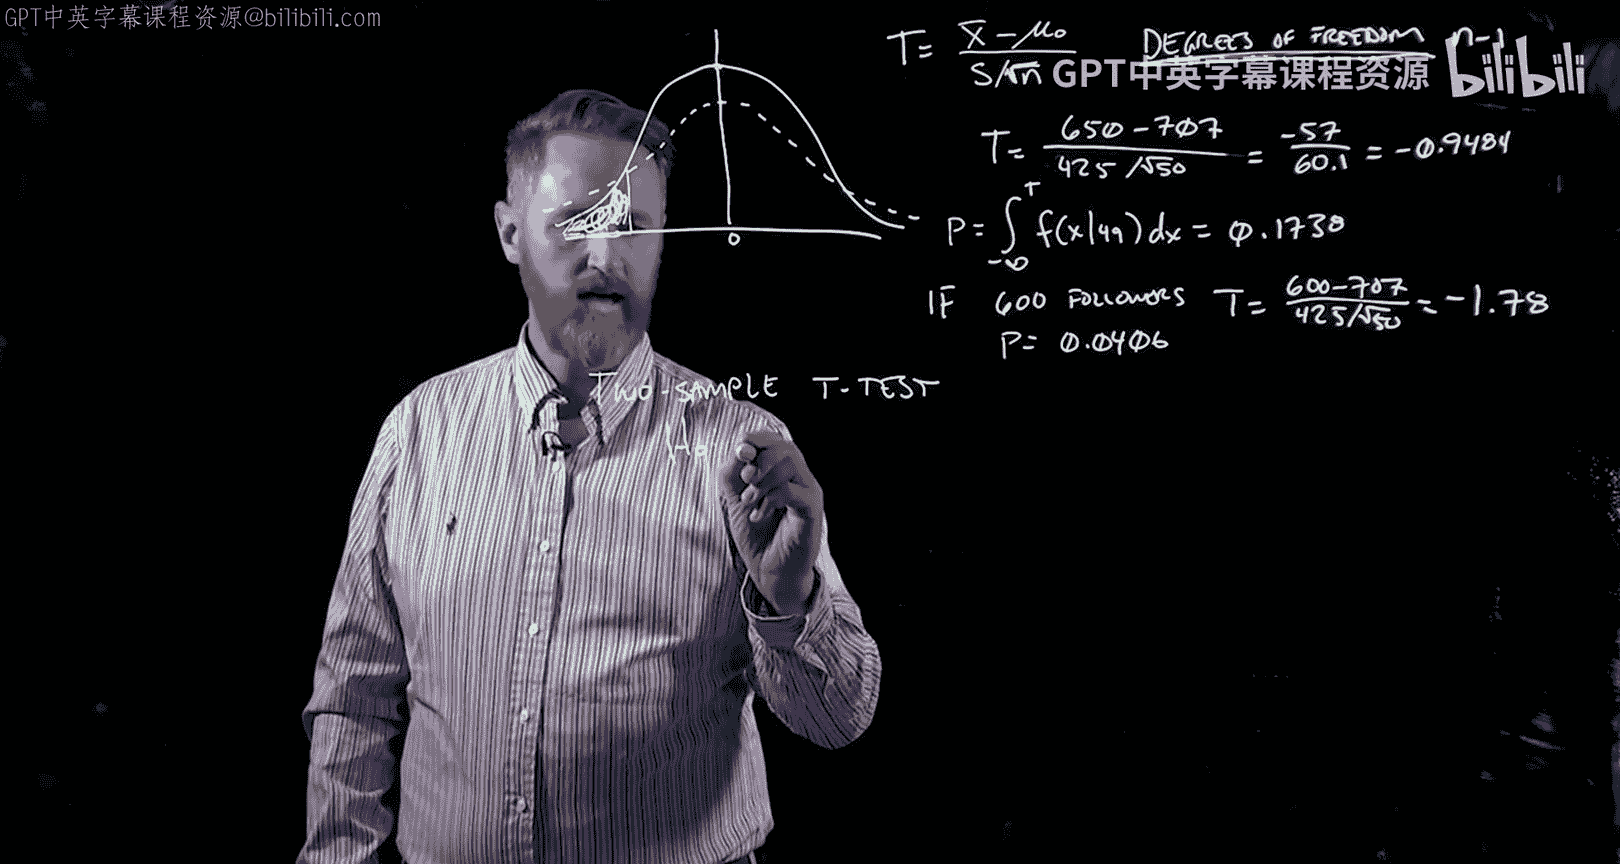 GPT中英字幕课程资源@bilibili.com
T = (X̄ - μ₀) / (S/√n) DEGREES OF FREEDOM n-1
GPT中英字幕课程资源 bilibili
T = (650 - 707) / (425/√50) = -57 / 60.1 = -0.9484
0
P = ∫_{-∞}^{T} f(x|49) dx = 0.1738
IF 600 FOLLOWERS T = (600-707) / (425/√50) = -1.78
P = 0.0406
TWO-SAMPLE T-TEST
H₀